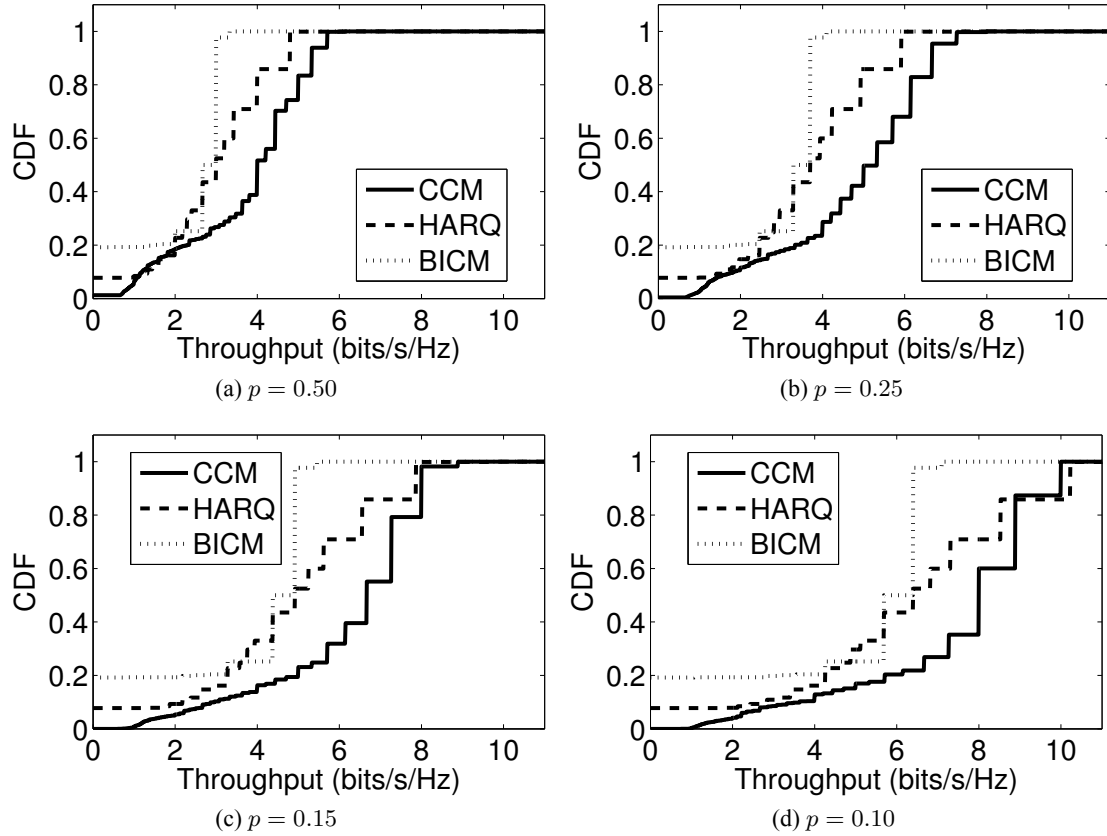 1
0.8
0.6
0.4
0.2
0
CDF
0 2 4 6 8 10
Throughput (bits/s/Hz)
CCM
HARQ
BICM
(a) p = 0.50
1
0.8
0.6
0.4
0.2
0
CDF
0 2 4 6 8 10
Throughput (bits/s/Hz)
CCM
HARQ
BICM
(b) p = 0.25
1
0.8
0.6
0.4
0.2
0
CDF
0 2 4 6 8 10
Throughput (bits/s/Hz)
CCM
HARQ
BICM
(c) p = 0.15
1
0.8
0.6
0.4
0.2
0
CDF
0 2 4 6 8 10
Throughput (bits/s/Hz)
CCM
HARQ
BICM
(d) p = 0.10